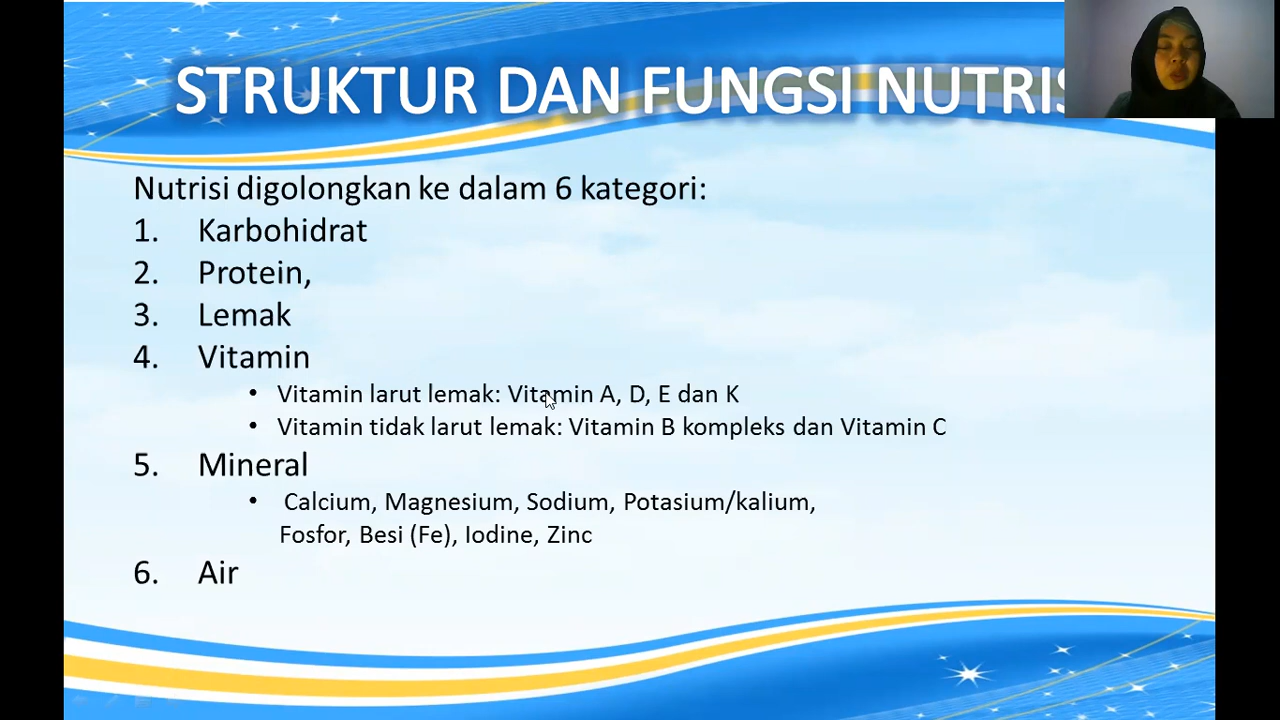 STRUKTUR DAN FUNGSI NUTRIS
Nutrisi digolongkan ke dalam 6 kategori:
1. Karbohidrat
2. Protein,
3. Lemak
4. Vitamin
• Vitamin larut lemak: Vitamin A, D, E dan K
• Vitamin tidak larut lemak: Vitamin B kompleks dan Vitamin C
5. Mineral
• Calcium, Magnesium, Sodium, Potasium/kalium,
Fosfor, Besi (Fe), Iodine, Zinc
6. Air